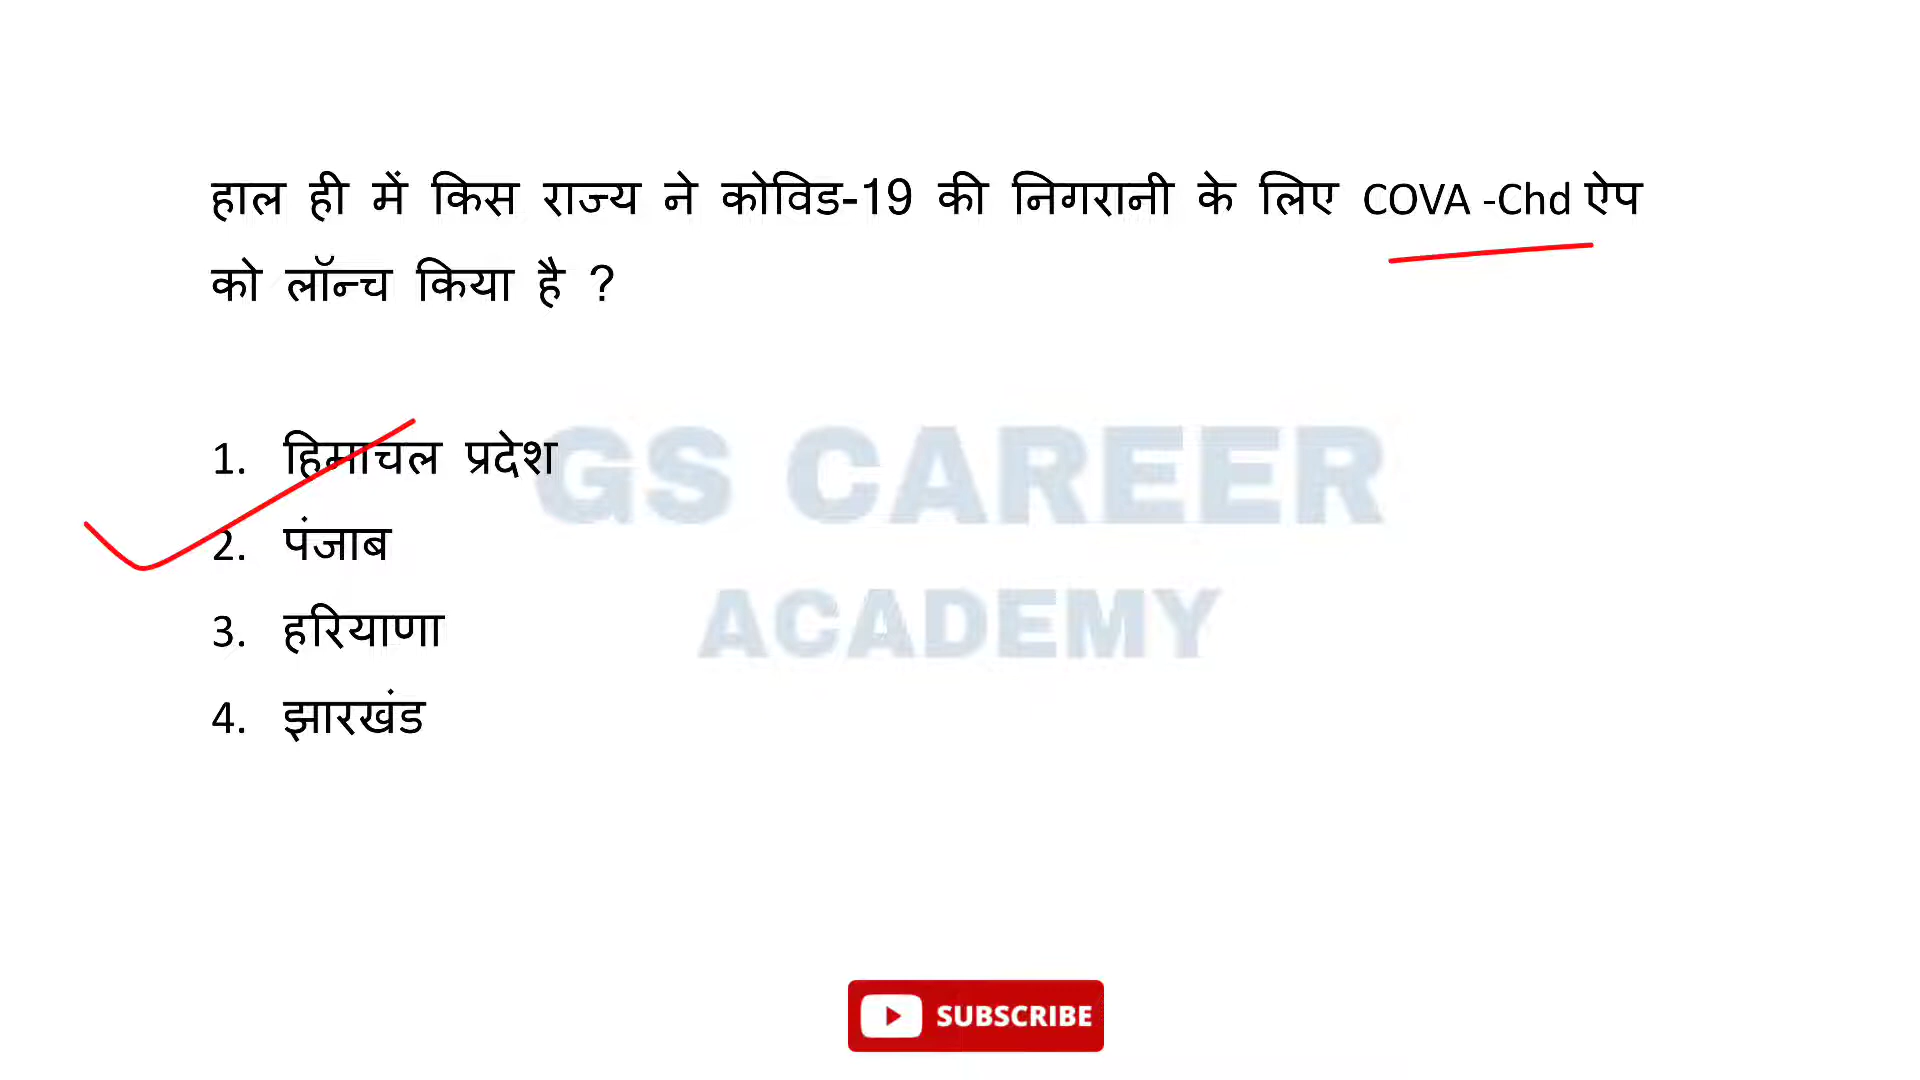 हाल ही में किस राज्य ने कोविड-19 की निगरानी के लिए COVA -Chd ऐप
को लॉन्च किया है ?
1. हिमाचल प्रदेश
GS CAREER
2. पंजाब
ACADEMY
3. हरियाणा
4. झारखंड
SUBSCRIBE